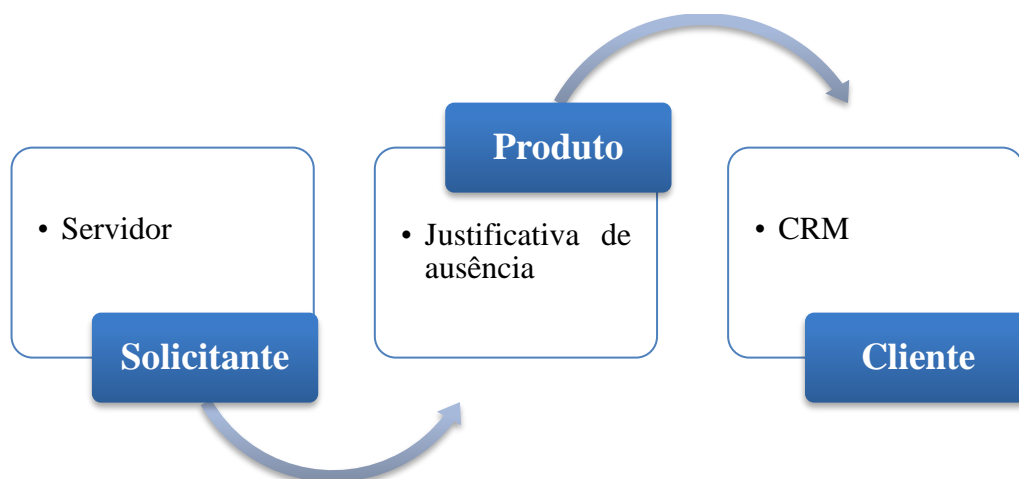 • Servidor
Solicitante
Produto
• Justificativa de
ausência
• CRM
Cliente